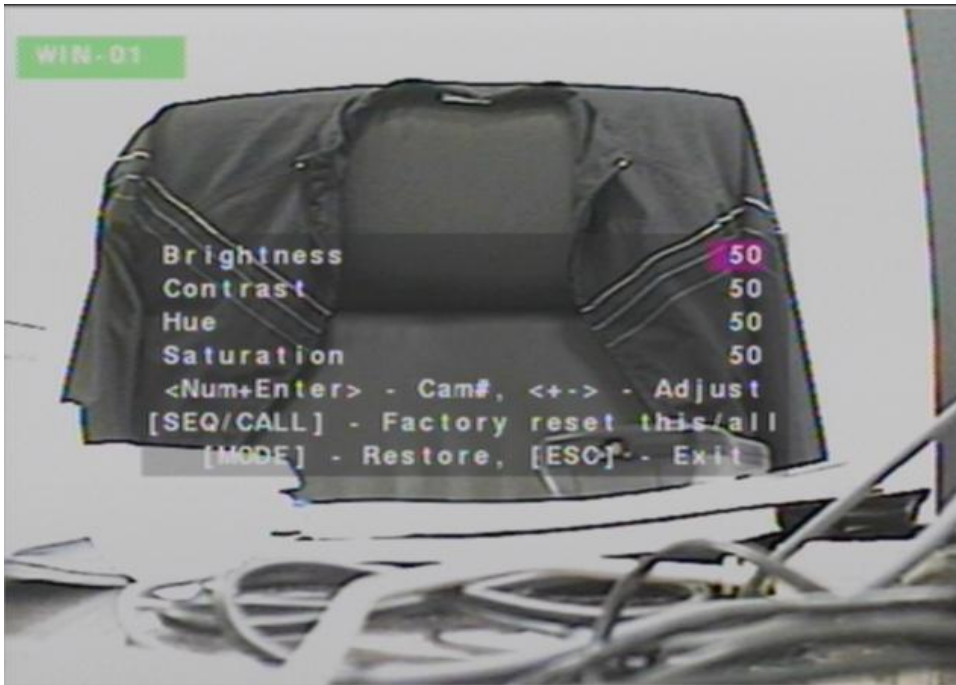 WIN-01
Brightness 50
Contrast 50
Hue 50
Saturation 50
<Num+Enter> - Cam#, <+-> - Adjust
[SEQ/CALL] - Factory reset this/all
[MODE] - Restore, [ESC] - Exit